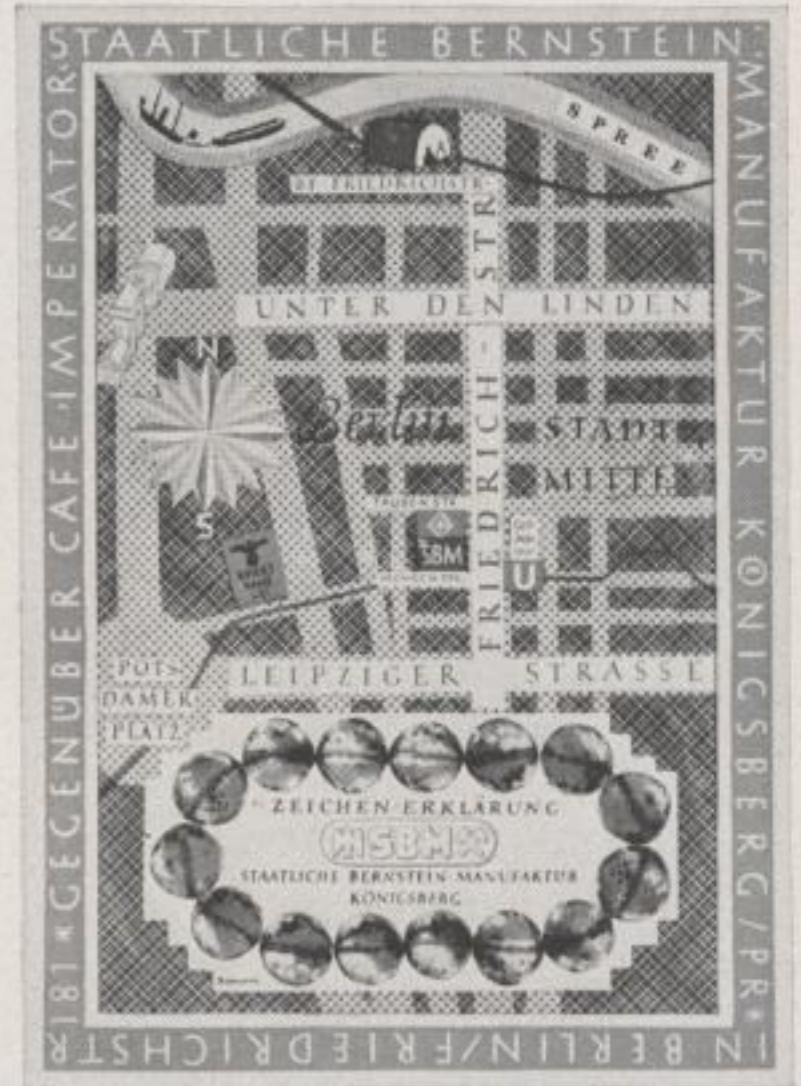 STAATLICHE BERNSTEIN-
MANUFAKTUR KÖNIGSBERG/PR*
IN BERLIN/FRIEDRICHSTR
181*GEGENÜBER CAFE IMPERATOR
SPREE
BF FRIEDRICHSTR.
UNTER DEN LINDEN
FRIEDRICH-STR.
N
Berlin
STADT
MITTE
S
TAUBENSTR.
SBM
U
POTS-
DAMER
PLATZ
LEIPZIGER STRASSE
ZEICHEN-ERKLÄRUNG
SBM
STAATLICHE BERNSTEIN-MANUFAKTUR
KÖNIGSBERG